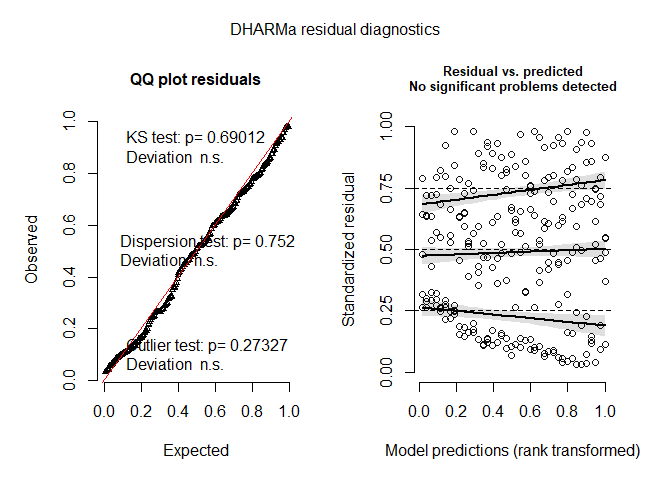 DHARMa residual diagnostics
QQ plot residuals
KS test: p= 0.69012
Deviation n.s.
Dispersion test: p= 0.752
Deviation n.s.
Outlier test: p= 0.27327
Deviation n.s.
Observed
0.0
0.2
0.4
0.6
0.8
1.0
0.0
0.2
0.4
0.6
0.8
1.0
Expected
Residual vs. predicted
No significant problems detected
Standardized residual
0.00
0.25
0.50
0.75
1.00
0.0
0.2
0.4
0.6
0.8
1.0
Model predictions (rank transformed)